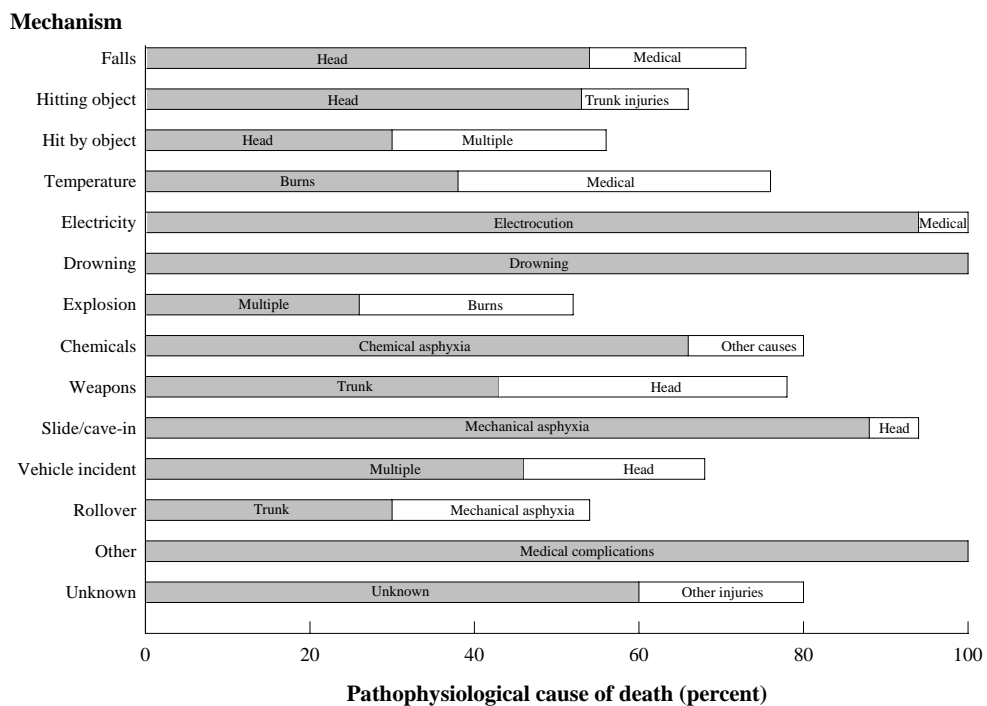 Mechanism
Falls Head Medical
Hitting object Head Trunk injuries
Hit by object Head Multiple
Temperature Burns Medical
Electricity Electrocution Medical
Drowning Drowning
Explosion Multiple Burns
Chemicals Chemical asphyxia Other causes
Weapons Trunk Head
Slide/cave-in Mechanical asphyxia Head
Vehicle incident Multiple Head
Rollover Trunk Mechanical asphyxia
Other Medical complications
Unknown Unknown Other injuries
0 20 40 60 80 100
Pathophysiological cause of death (percent)